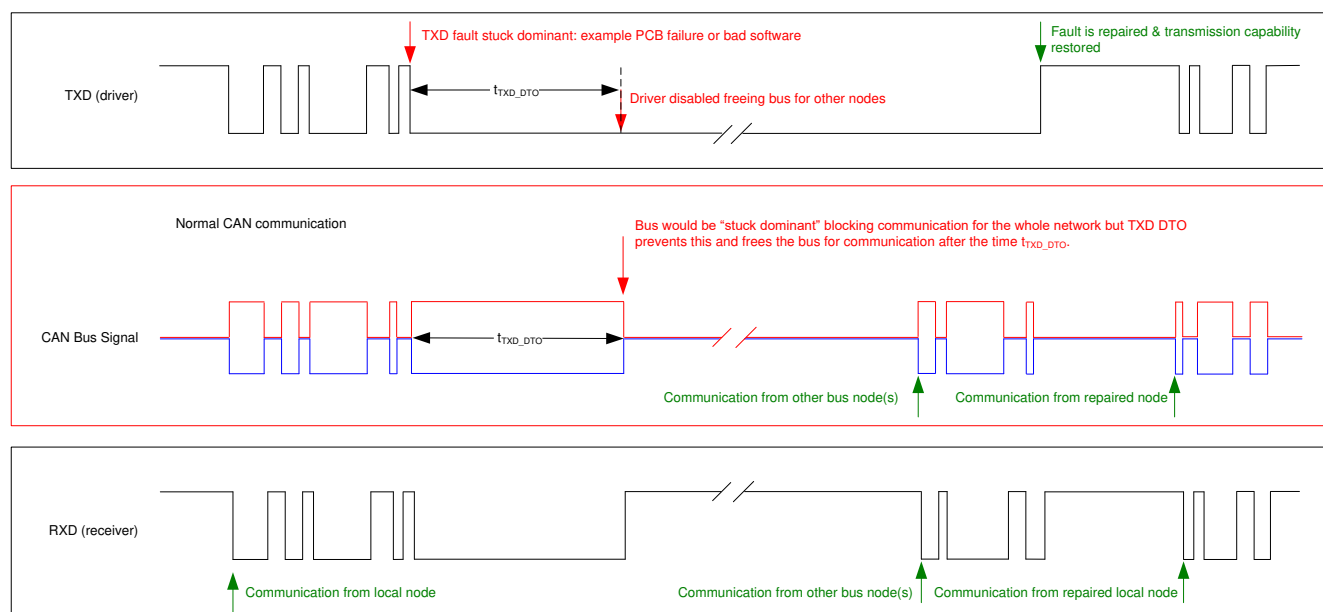 TXD fault stuck dominant: example PCB failure or bad software
Fault is repaired & transmission capability
restored
TXD (driver)
tTXD_DTO
Driver disabled freeing bus for other nodes
Normal CAN communication
Bus would be “stuck dominant” blocking communication for the whole network but TXD DTO
prevents this and frees the bus for communication after the time tTXD_DTO.
CAN Bus Signal
tTXD_DTO
Communication from other bus node(s)
Communication from repaired node
RXD (receiver)
Communication from local node
Communication from other bus node(s)
Communication from repaired local node